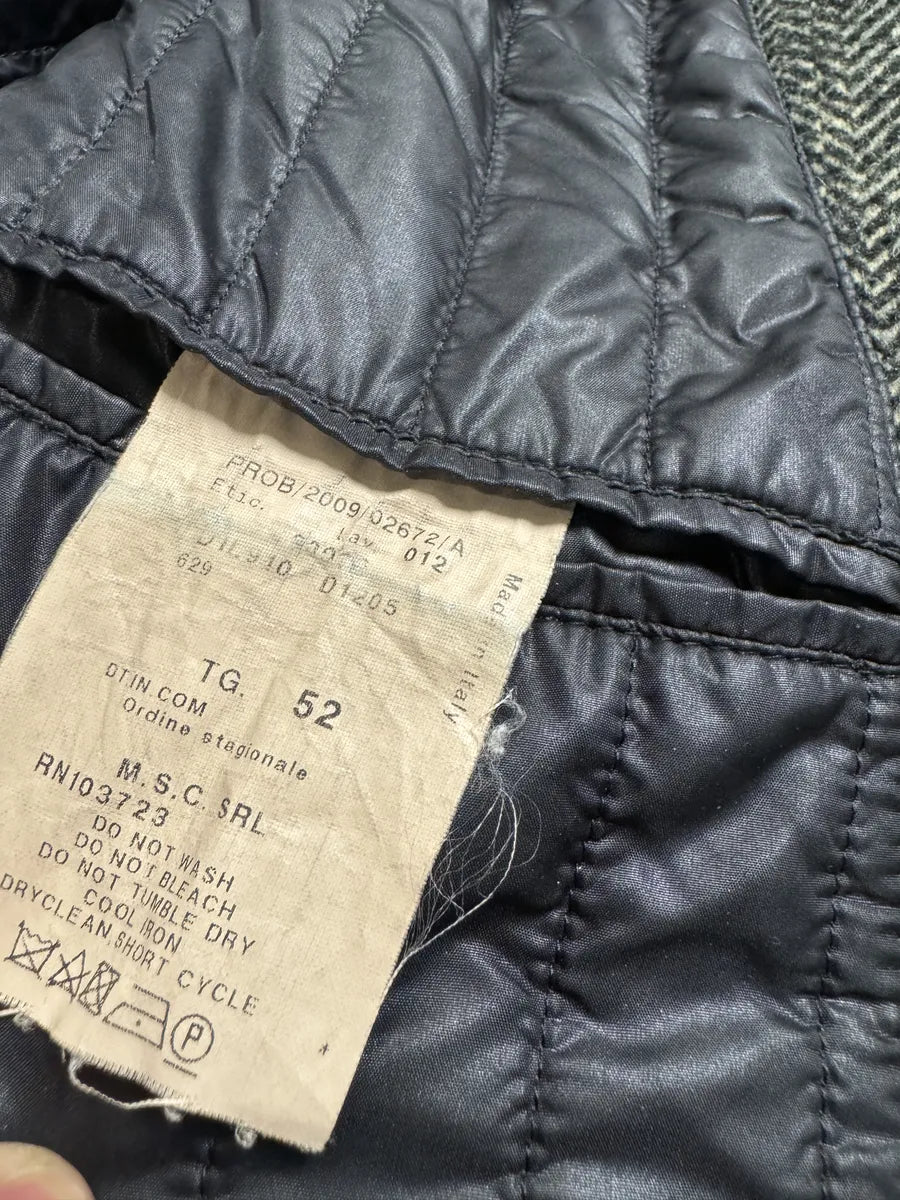 PROB/2009/02672/A
Etic. lav 012
D1205
629
Made in Italy
TG. 52
DTIN COM
Ordine stagionale
M.S.C. SRL
RN103723
DO NOT WASH
DO NOT BLEACH
DO NOT TUMBLE DRY
COOL IRON
DRYCLEAN,SHORT CYCLE
P